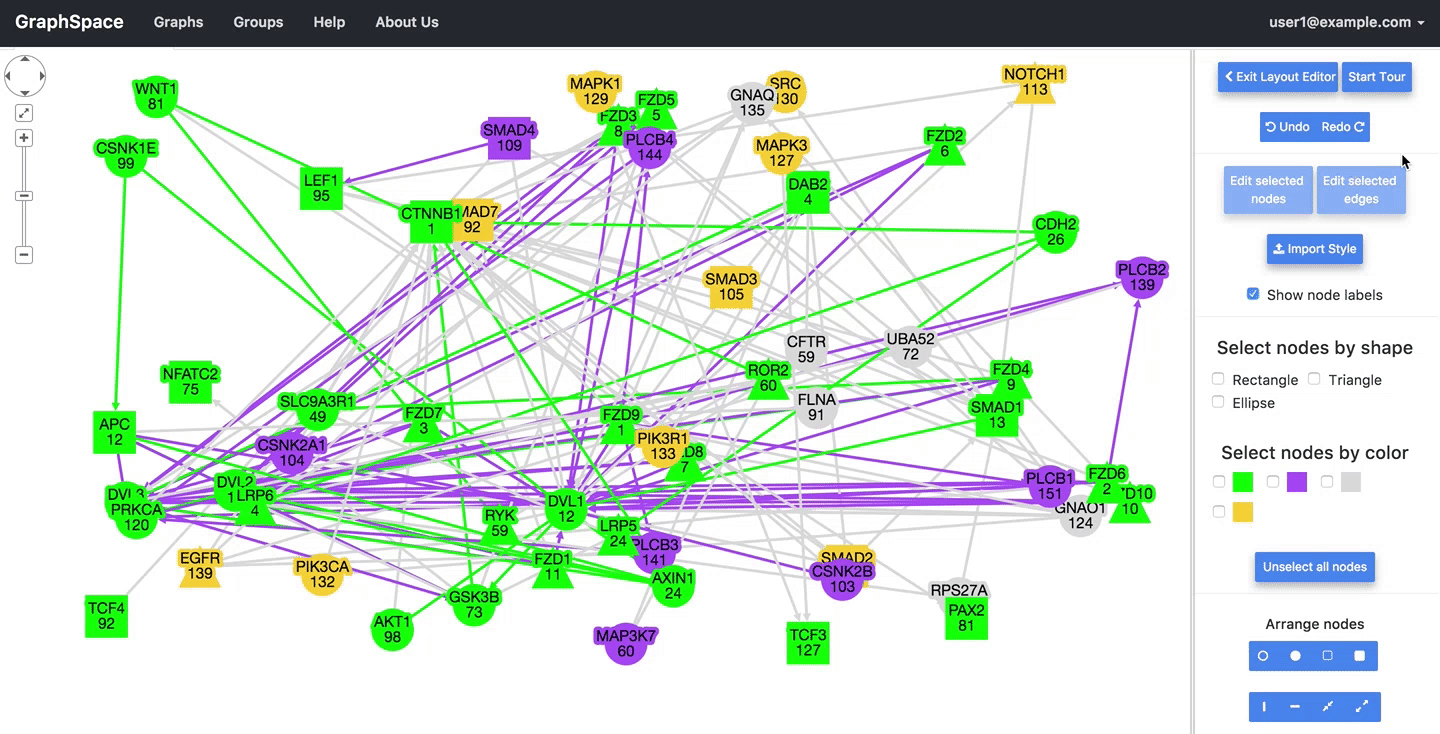 GraphSpace Graphs Groups Help About Us user1@example.com
Exit Layout Editor Start Tour
Undo Redo
Edit selected nodes
Edit selected edges
Import Style
Show node labels
Select nodes by shape
Rectangle Triangle
Ellipse
Select nodes by color
Unselect all nodes
Arrange nodes
WNT1
81
CSNK1E
99
LEF1
95
SMAD4
109
MAPK1
129
FZD3
8
FZD5
5
PLCB4
144
GNAQ
135
SRC
130
MAPK3
127
DAB2
4
FZD2
6
NOTCH1
113
CTNNB1
1
MAD7
92
CDH2
26
PLCB2
139
SMAD3
105
CFTR
59
UBA52
72
ROR2
60
FLNA
91
FZD4
9
SMAD1
13
NFATC2
75
SLC9A3R1
49
FZD7
3
FZD9
1
PIK3R1
133
D8
7
APC
12
CSNK2A1
104
DVL3
PRKCA
120
DVL2
1
LRP6
4
DVL1
12
RYK
59
LRP5
24
PLCB3
141
FZD1
11
AXIN1
24
PLCB1
151
FZD6
2
D10
10
GNAO1
124
EGFR
139
PIK3CA
132
GSK3B
73
AKT1
98
TCF4
92
MAP3K7
60
SMAD2
CSNK2B
103
TCF3
127
RPS27A
PAX2
81